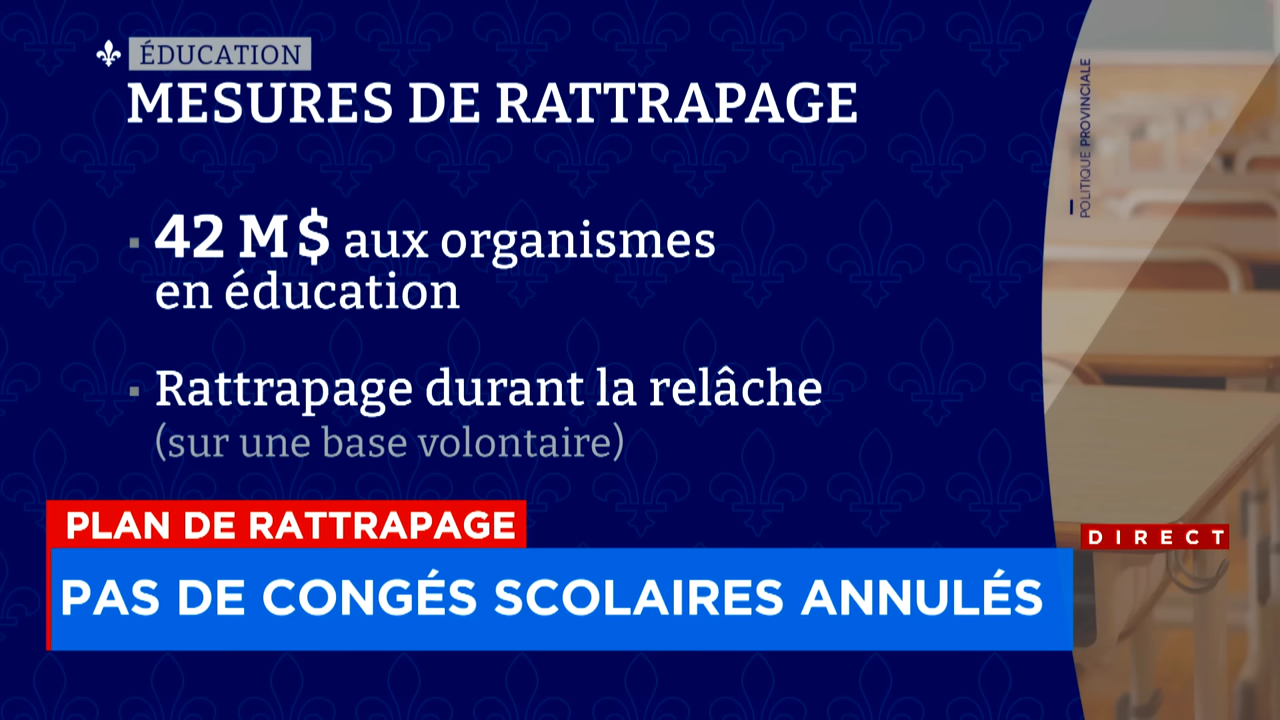 ÉDUCATION
MESURES DE RATTRAPAGE
POLITIQUE PROVINCIALE
▪ 42 M$ aux organismes
en éducation
▪ Rattrapage durant la relâche
(sur une base volontaire)
PLAN DE RATTRAPAGE
DIRECT
PAS DE CONGÉS SCOLAIRES ANNULÉS